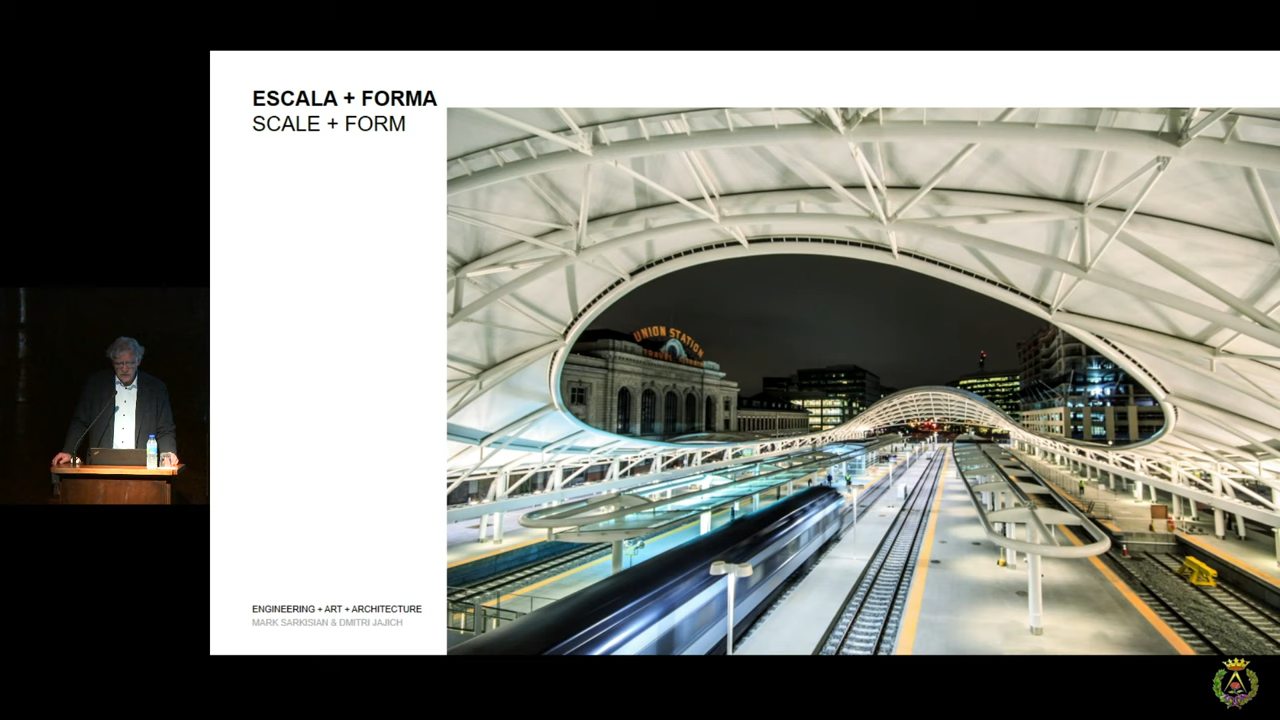 ESCALA + FORMA
SCALE + FORM
UNION STATION
ENGINEERING + ART + ARCHITECTURE
MARK SARKISIAN & DMITRI JAJICH